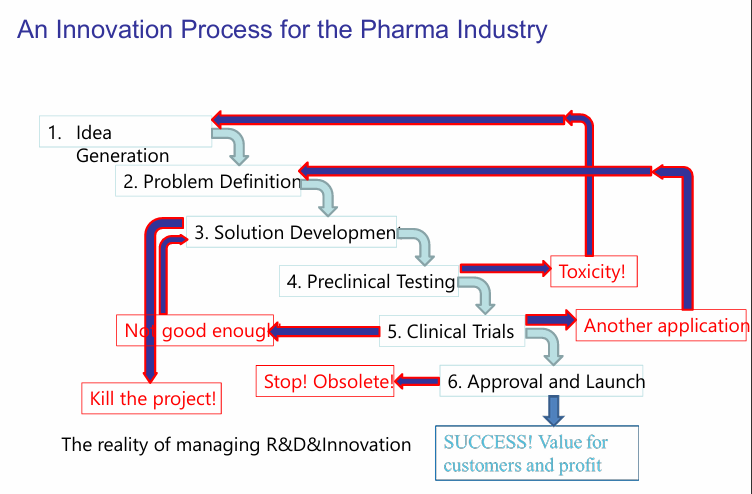 An Innovation Process for the Pharma Industry
1. Idea
Generation
2. Problem Definition
3. Solution Development
4. Preclinical Testing
Toxicity!
Not good enough!
5. Clinical Trials
Another application
Stop! Obsolete!
6. Approval and Launch
Kill the project!
The reality of managing R&D&Innovation
SUCCESS! Value for
customers and profit